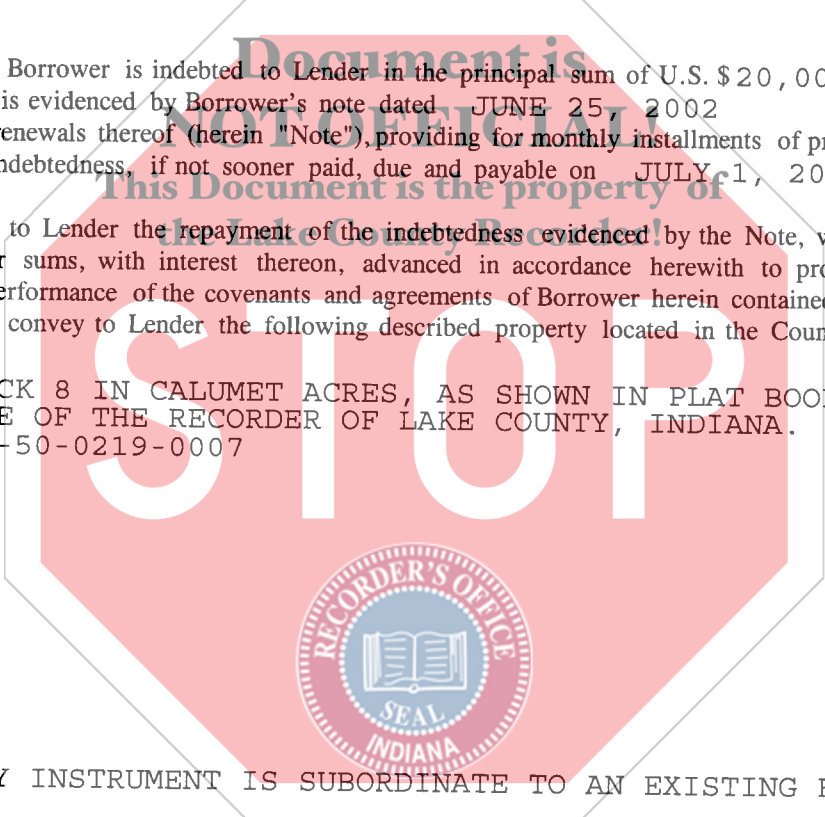 Document is
Borrower is indebted to Lender in the principal sum of U.S. $20,00
is evidenced by Borrower's note dated JUNE 25, 2002
NOT OFFICIAL!
renewals thereof (herein "Note"), providing for monthly installments of
ndebtedness, if not sooner paid, due and payable on JULY 1, 20
This Document is the property of
the Lake County Recorder!
to Lender the repayment of the indebtedness evidenced by the Note,
sums, with interest thereon, advanced in accordance herewith to pro
erformance of the covenants and agreements of Borrower herein contained
convey to Lender the following described property located in the Coun
STOP
CK 8 IN CALUMET ACRES, AS SHOWN IN PLAT BOO
E OF THE RECORDER OF LAKE COUNTY, INDIANA.
-50-0219-0007
RECORDER'S OFFICE
SEAL
INDIANA
Y INSTRUMENT IS SUBORDINATE TO AN EXISTING